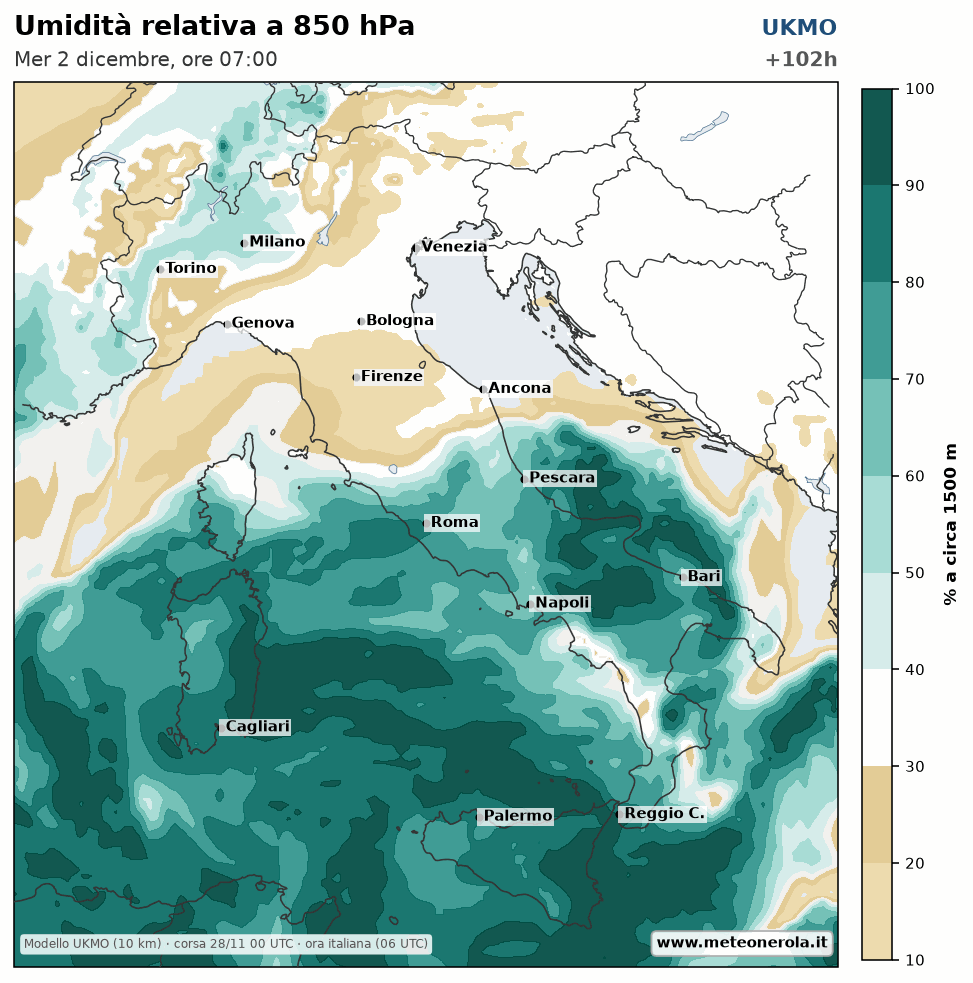 Umidità relativa a 850 hPa
UKMO
Mer 2 dicembre, ore 07:00
+102h
100
90
80
70
60
50
40
30
20
10
% a circa 1500 m
Milano
Venezia
Torino
Genova
Bologna
Firenze
Ancona
Pescara
Roma
Bari
Napoli
Cagliari
Palermo
Reggio C.
Modello UKMO (10 km) · corsa 28/11 00 UTC · ora italiana (06 UTC)
www.meteonerola.it